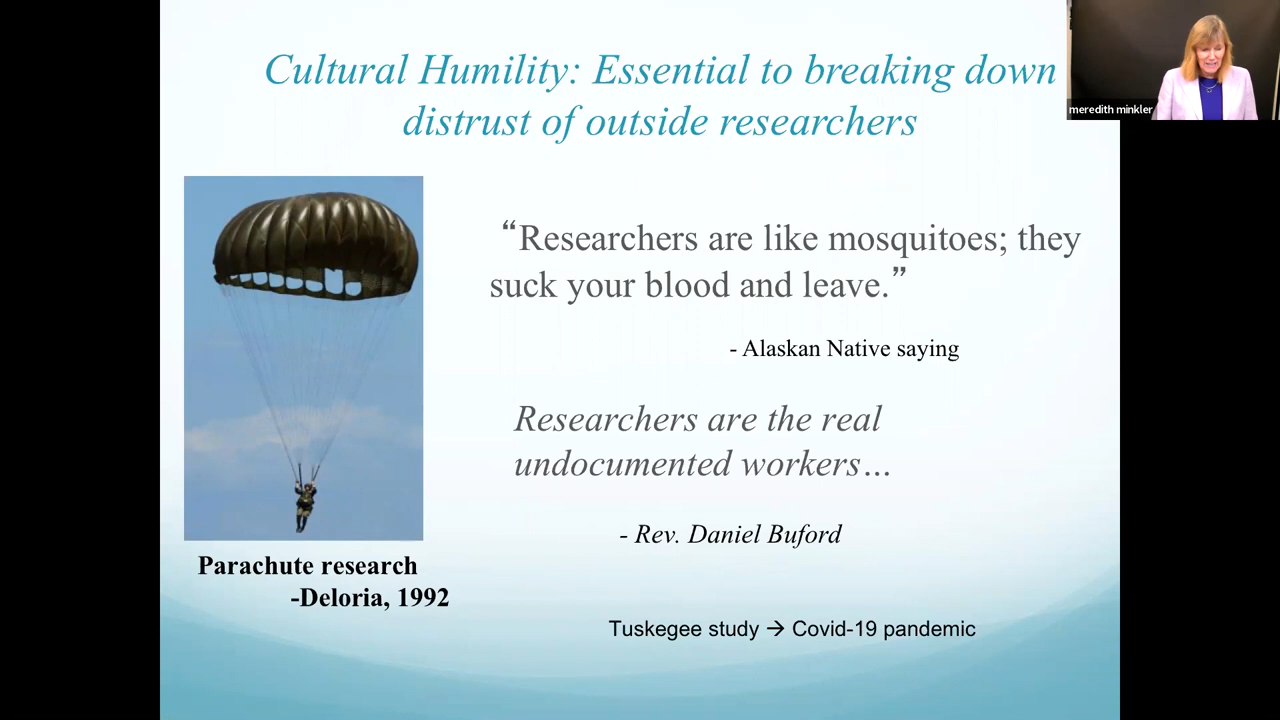 Cultural Humility: Essential to breaking down
distrust of outside researchers
meredith minkler
“Researchers are like mosquitoes; they
suck your blood and leave.”
- Alaskan Native saying
Researchers are the real
undocumented workers…
- Rev. Daniel Buford
Parachute research
-Deloria, 1992
Tuskegee study → Covid-19 pandemic